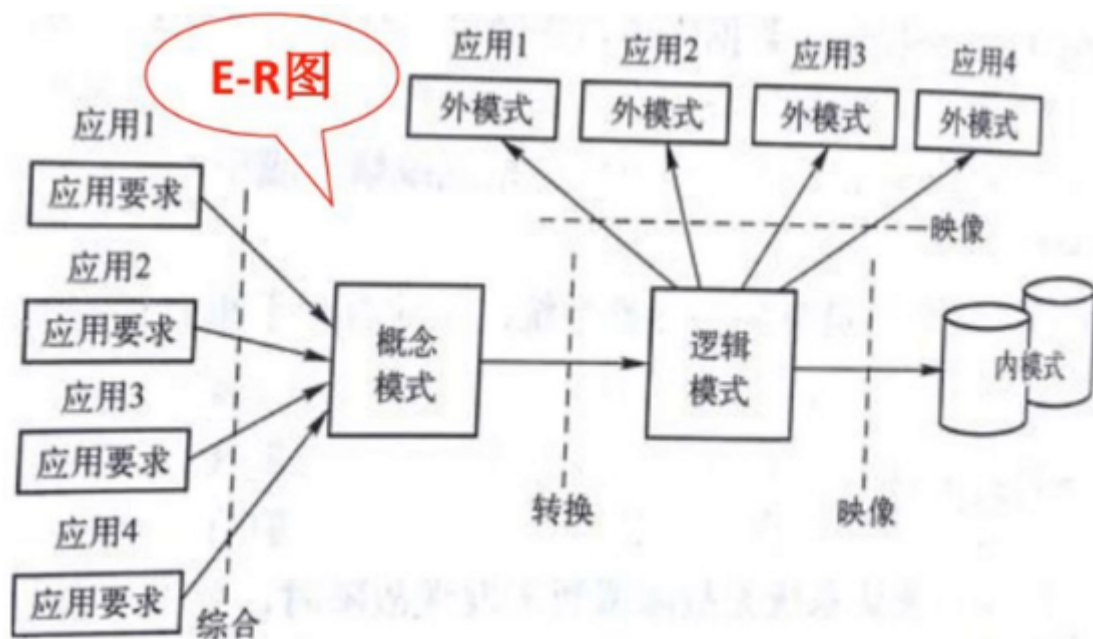 E-R图
应用1
应用2
应用3
应用4
外模式
外模式
外模式
外模式
应用1
应用要求
应用2
应用要求
应用3
应用要求
应用4
应用要求
综合
概念
模式
转换
逻辑
模式
映像
映像
内模式